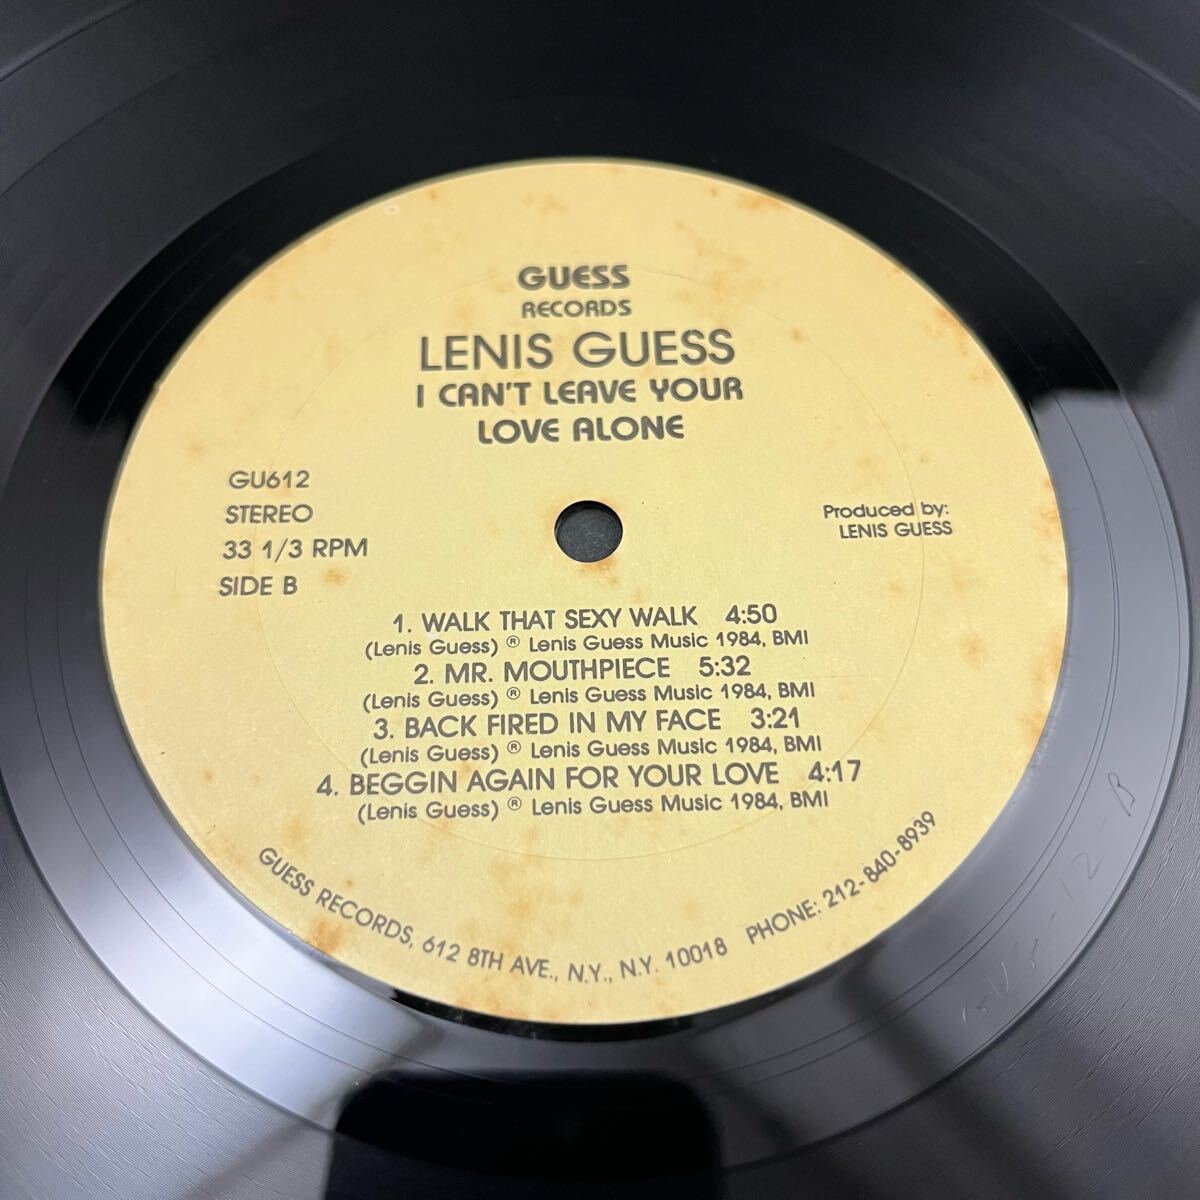 GUESS
RECORDS
LENIS GUESS
I CAN'T LEAVE YOUR
LOVE ALONE
GU612
STEREO
33 1/3 RPM
SIDE B
Produced by:
LENIS GUESS
1. WALK THAT SEXY WALK 4:50
(Lenis Guess) ® Lenis Guess Music 1984, BMI
2. MR. MOUTHPIECE 5:32
(Lenis Guess) ® Lenis Guess Music 1984, BMI
3. BACK FIRED IN MY FACE 3:21
(Lenis Guess) ® Lenis Guess Music 1984, BMI
4. BEGGIN AGAIN FOR YOUR LOVE 4:17
(Lenis Guess) ® Lenis Guess Music 1984, BMI
GUESS RECORDS, 612 8TH AVE., N.Y., N.Y. 10018 PHONE: 212-840-8939